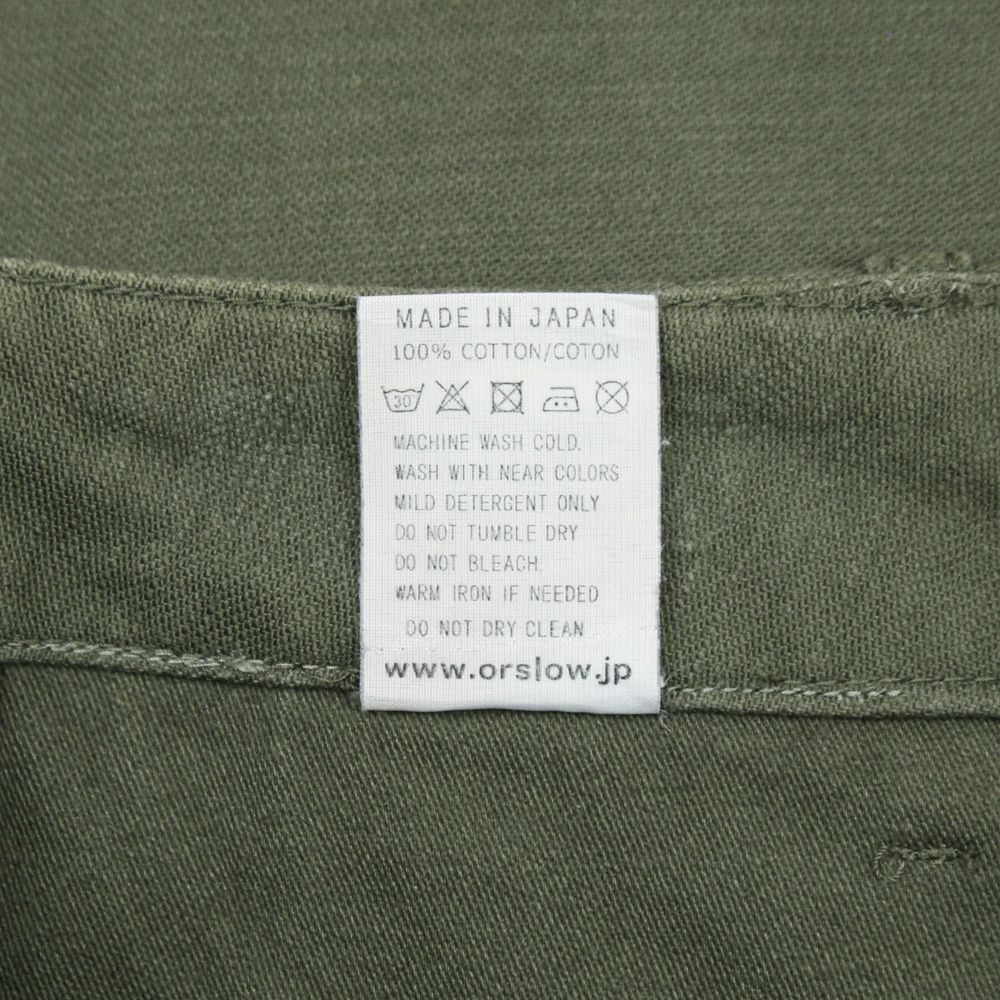 MADE IN JAPAN
100% COTTON/COTON
30
MACHINE WASH COLD.
WASH WITH NEAR COLORS
MILD DETERGENT ONLY
DO NOT TUMBLE DRY
DO NOT BLEACH.
WARM IRON IF NEEDED
DO NOT DRY CLEAN
www.orslow.jp